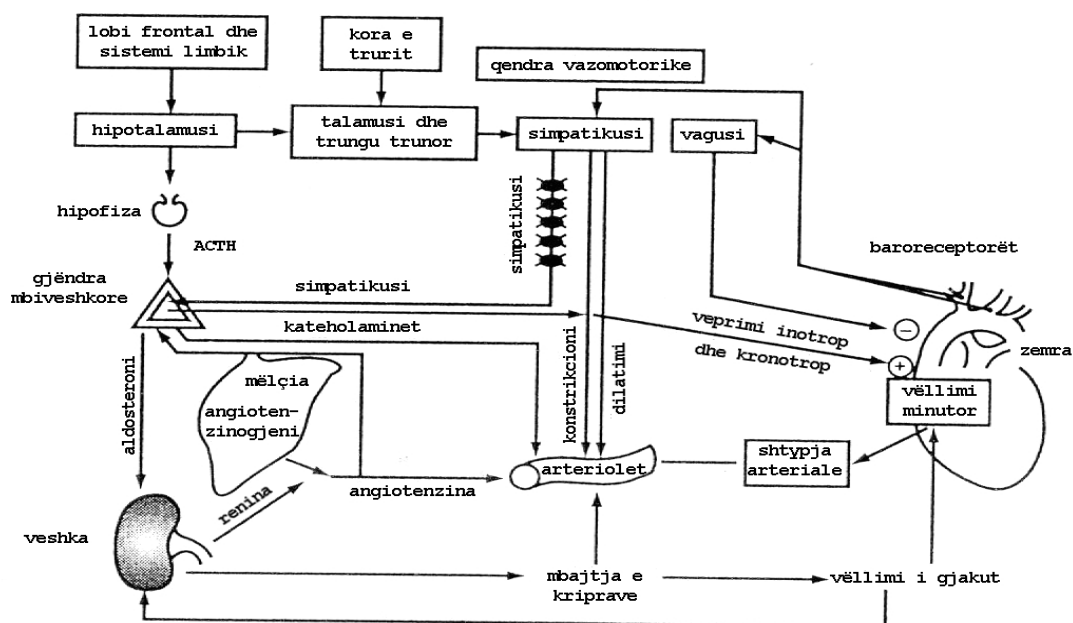 lobi frontal dhe
sistemi limbik
kora e
trurit
qendra vazomotorike
hipotalamusi
talamusi dhe
trungu trunor
simpatikusi
vagusi
hipofiza
simpatikusi
ACTH
baroreceptorët
gjëndra
mbiveshkore
simpatikusi
kateholaminet
veprimi inotrop
dhe kronotrop
−
+
zemra
aldosteroni
mëlçia
angioten-
zinogjeni
konstrikcioni
dilatimi
vëllimi
minutor
arteriolet
shtypja
arteriale
angiotenzina
renina
veshka
mbajtja e
kriprave
vëllimi i gjakut